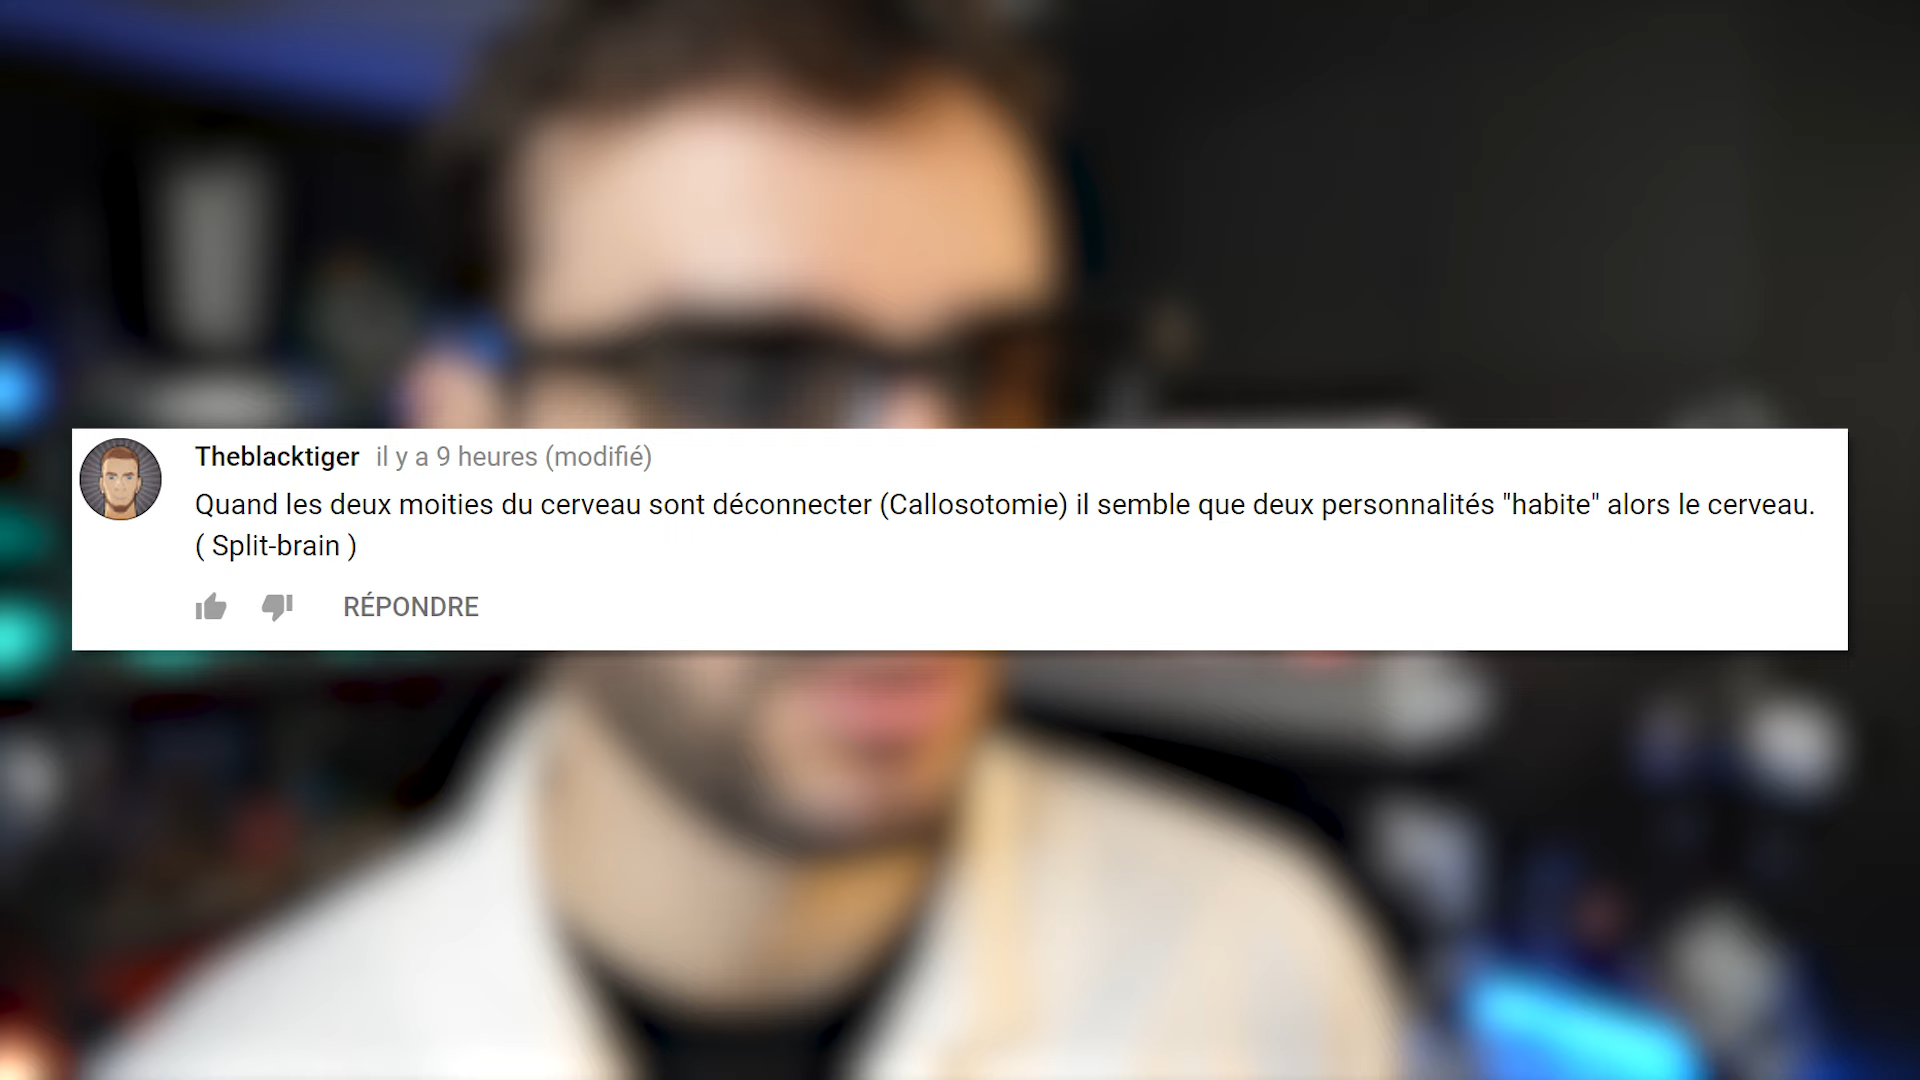 Theblacktiger il y a 9 heures (modifié)
Quand les deux moities du cerveau sont déconnecter (Callosotomie) il semble que deux personnalités "habite" alors le cerveau.
( Split-brain )
RÉPONDRE